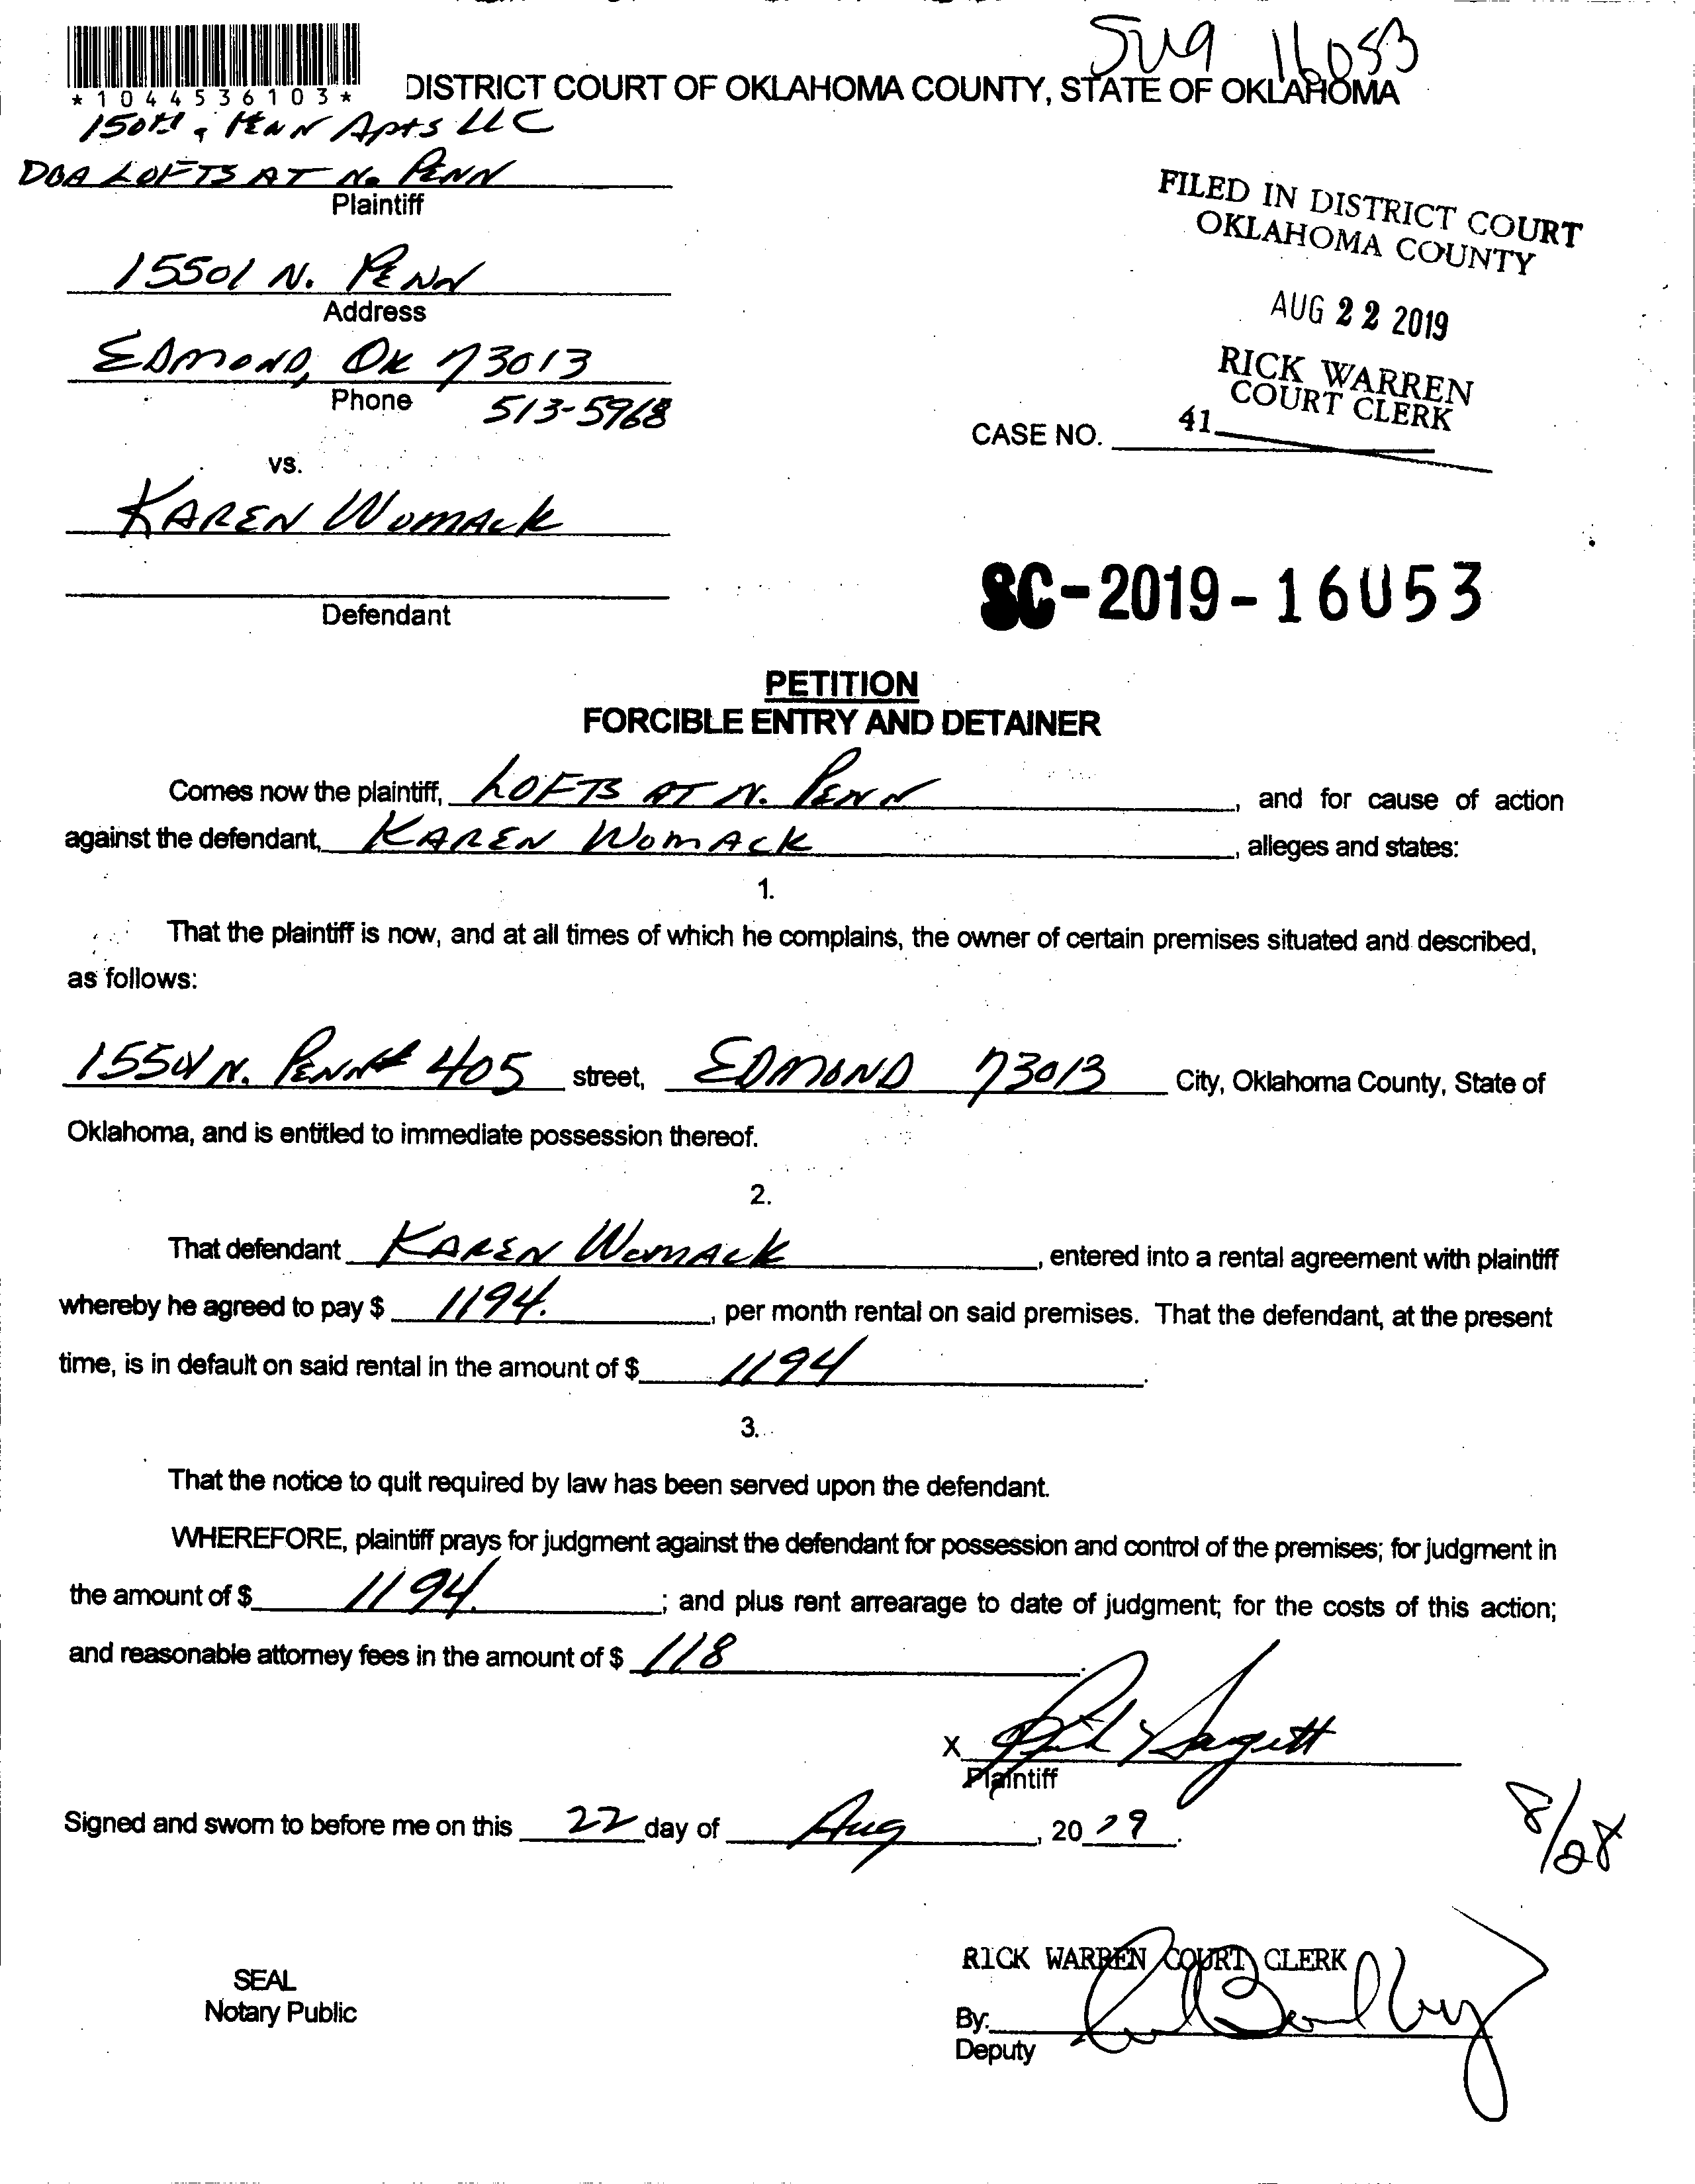 SV9 16053
*1044536103*
DISTRICT COURT OF OKLAHOMA COUNTY, STATE OF OKLAHOMA
150TH & PENN Apts LLC
DBA LOFTS AT N. PENN
Plaintiff
FILED IN DISTRICT COURT
OKLAHOMA COUNTY
15501 N. PENN
Address
AUG 22 2019
EDMOND, OK 73013
RICK WARREN
COURT CLERK
Phone 513-5968
41
CASE NO.
vs.
KAREN WOMACK
SC-2019-16053
Defendant
PETITION
FORCIBLE ENTRY AND DETAINER
Comes now the plaintiff, LOFTS AT N. PENN, and for cause of action
against the defendant, KAREN WOMACK, alleges and states:
1.
That the plaintiff is now, and at all times of which he complains, the owner of certain premises situated and described,
as follows:
15501 N. PENN # 405 street, EDMOND 73013 City, Oklahoma County, State of
Oklahoma, and is entitled to immediate possession thereof.
2.
That defendant KAREN WOMACK, entered into a rental agreement with plaintiff
whereby he agreed to pay $ 1194., per month rental on said premises. That the defendant, at the present
time, is in default on said rental in the amount of $ 1194.
3.
That the notice to quit required by law has been served upon the defendant.
WHEREFORE, plaintiff prays for judgment against the defendant for possession and control of the premises; for judgment in
the amount of $ 1194.; and plus rent arrearage to date of judgment; for the costs of this action;
and reasonable attorney fees in the amount of $ 118.
X
Plaintiff
Signed and sworn to before me on this 22 day of Aug, 20 19.
8/28
RICK WARREN COURT CLERK
SEAL
Notary Public
By:
Deputy